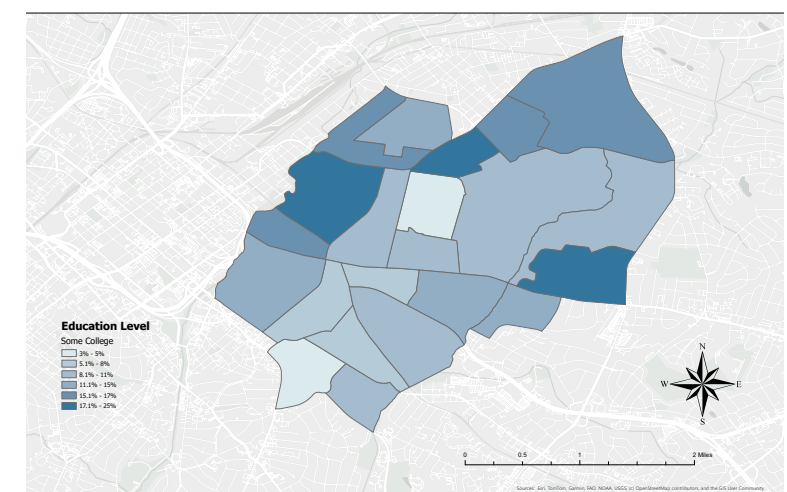 Education Level
Some College
3% - 5%
5.1% - 8%
8.1% - 11%
11.1% - 15%
15.1% - 17%
17.1% - 25%
N
W E
S
0 0.5 1 2 Miles
Sources: Esri, TomTom, Garmin, FAO, NOAA, USGS, (c) OpenStreetMap contributors, and the GIS User Community